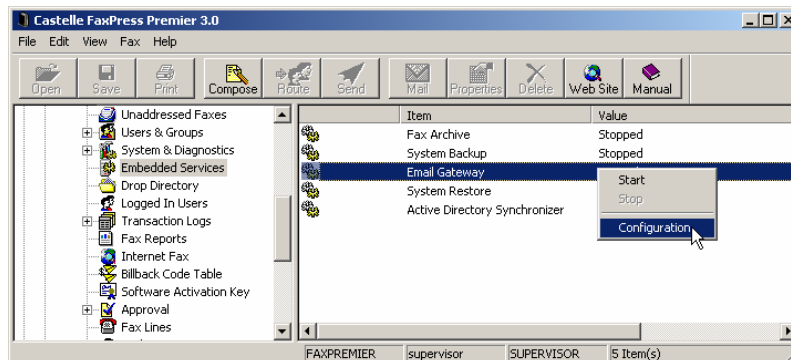 Castelle FaxPress Premier 3.0
File Edit View Fax Help
Open Save Print Compose Route Send Mail Properties Delete Web Site Manual
Unaddressed Faxes
Users & Groups
System & Diagnostics
Embedded Services
Drop Directory
Logged In Users
Transaction Logs
Fax Reports
Internet Fax
Billback Code Table
Software Activation Key
Approval
Fax Lines
Item Value
Fax Archive Stopped
System Backup Stopped
Email Gateway
System Restore
Active Directory Synchronizer
Start
Stop
Configuration
FAXPREMIER supervisor SUPERVISOR 5 Item(s)